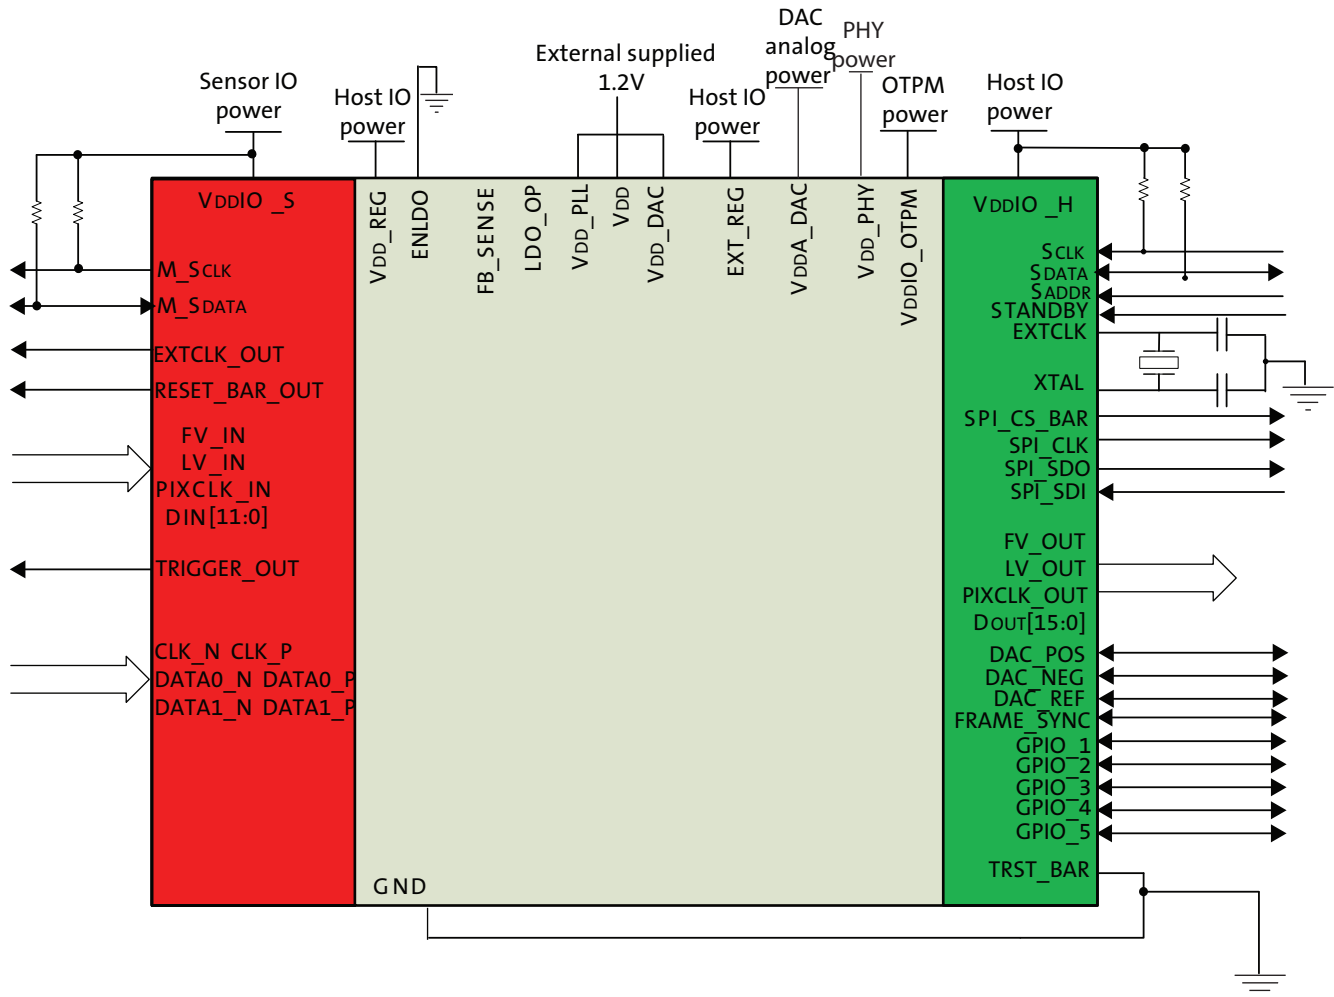 DAC
analog
power
PHY
power
External supplied
1.2V
Sensor IO
power
Host IO
power
Host IO
power
OTPM
power
Host IO
power
VDDIO _S
VDD_REG
ENLDO
FB_SENSE
LDO_OP
VDD_PLL
VDD
VDD_DAC
EXT_REG
VDDA_DAC
VDD_PHY
VDDIO_OTPM
VDDIO _H
M_SCLK
M_SDATA
EXTCLK_OUT
RESET_BAR_OUT
FV_IN
LV_IN
PIXCLK_IN
DIN[11:0]
TRIGGER_OUT
CLK_N CLK_P
DATA0_N DATA0_P
DATA1_N DATA1_P
SCLK
SDATA
SADDR
STANDBY
EXTCLK
XTAL
SPI_CS_BAR
SPI_CLK
SPI_SDO
SPI_SDI
FV_OUT
LV_OUT
PIXCLK_OUT
DOUT[15:0]
DAC_POS
DAC_NEG
DAC_REF
FRAME_SYNC
GPIO_1
GPIO_2
GPIO_3
GPIO_4
GPIO_5
TRST_BAR
GND